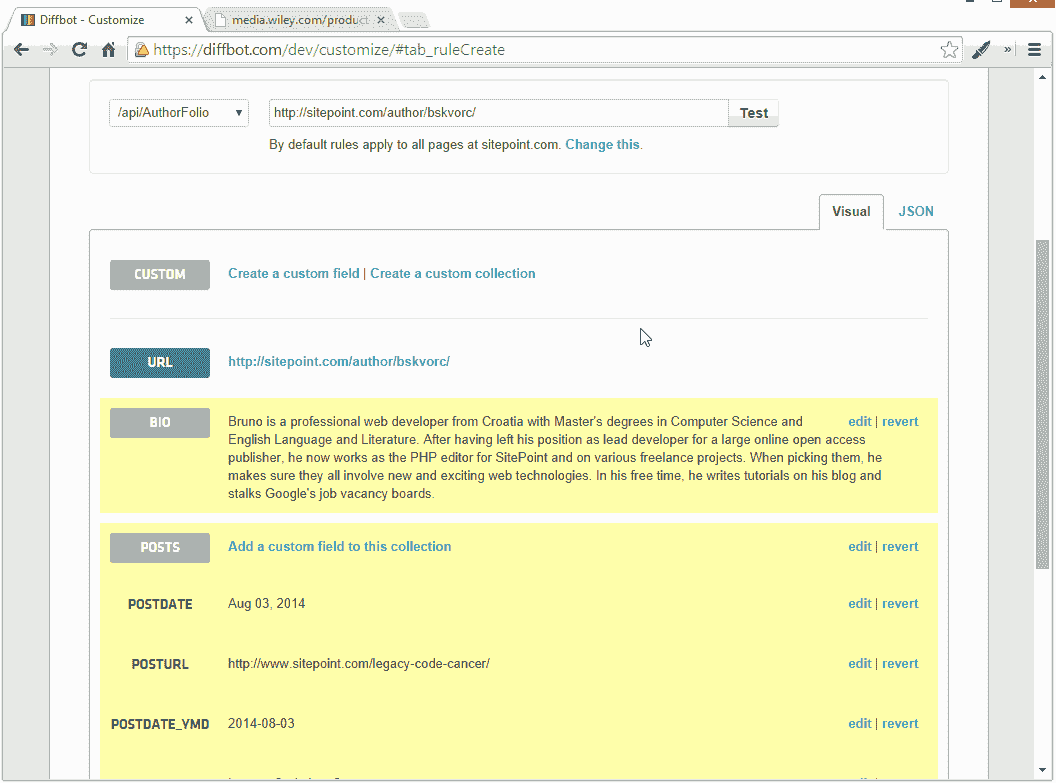 Diffbot - Customize
media.wiley.com/product
https://diffbot.com/dev/customize/#tab_ruleCreate
/api/AuthorFolio
http://sitepoint.com/author/bskvorc/
Test
By default rules apply to all pages at sitepoint.com. Change this.
Visual
JSON
CUSTOM
Create a custom field | Create a custom collection
URL
http://sitepoint.com/author/bskvorc/
BIO
Bruno is a professional web developer from Croatia with Master's degrees in Computer Science and
English Language and Literature. After having left his position as lead developer for a large online open access
publisher, he now works as the PHP editor for SitePoint and on various freelance projects. When picking them, he
makes sure they all involve new and exciting web technologies. In his free time, he writes tutorials on his blog and
stalks Google's job vacancy boards.
edit | revert
POSTS
Add a custom field to this collection
edit | revert
POSTDATE
Aug 03, 2014
edit | revert
POSTURL
http://www.sitepoint.com/legacy-code-cancer/
edit | revert
POSTDATE_YMD
2014-08-03
edit | revert